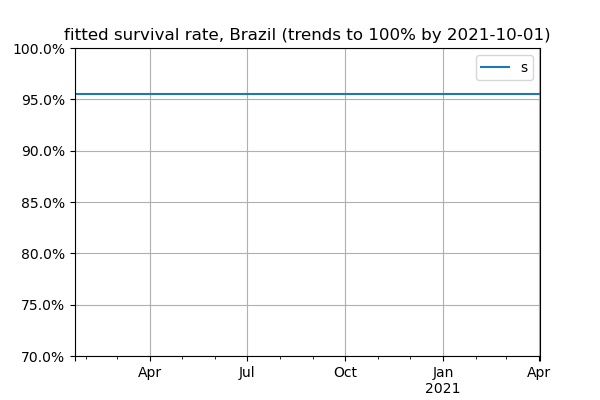 fitted survival rate, Brazil (trends to 100% by 2021-10-01)
100.0%
s
95.0%
90.0%
85.0%
80.0%
75.0%
70.0%
Apr Jul Oct Jan Apr
2021